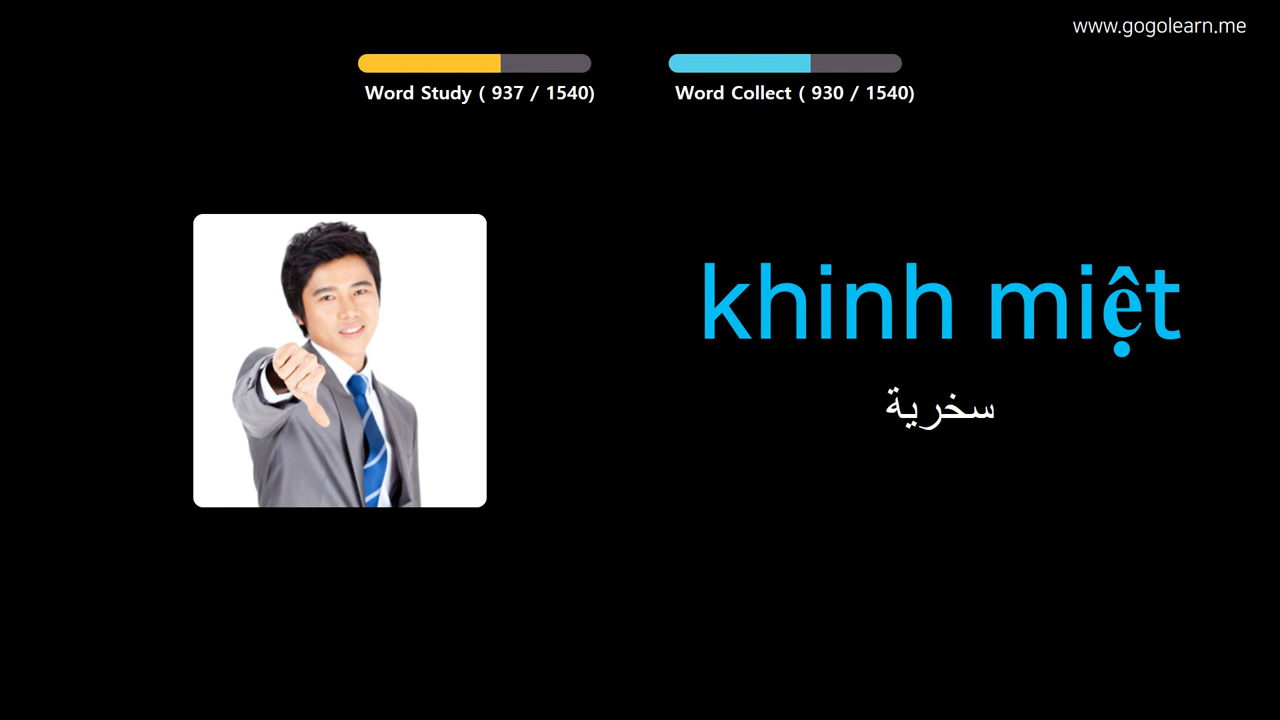 www.gogolearn.me
Word Study ( 937 / 1540)
Word Collect ( 930 / 1540)
khinh miệt
سخرية